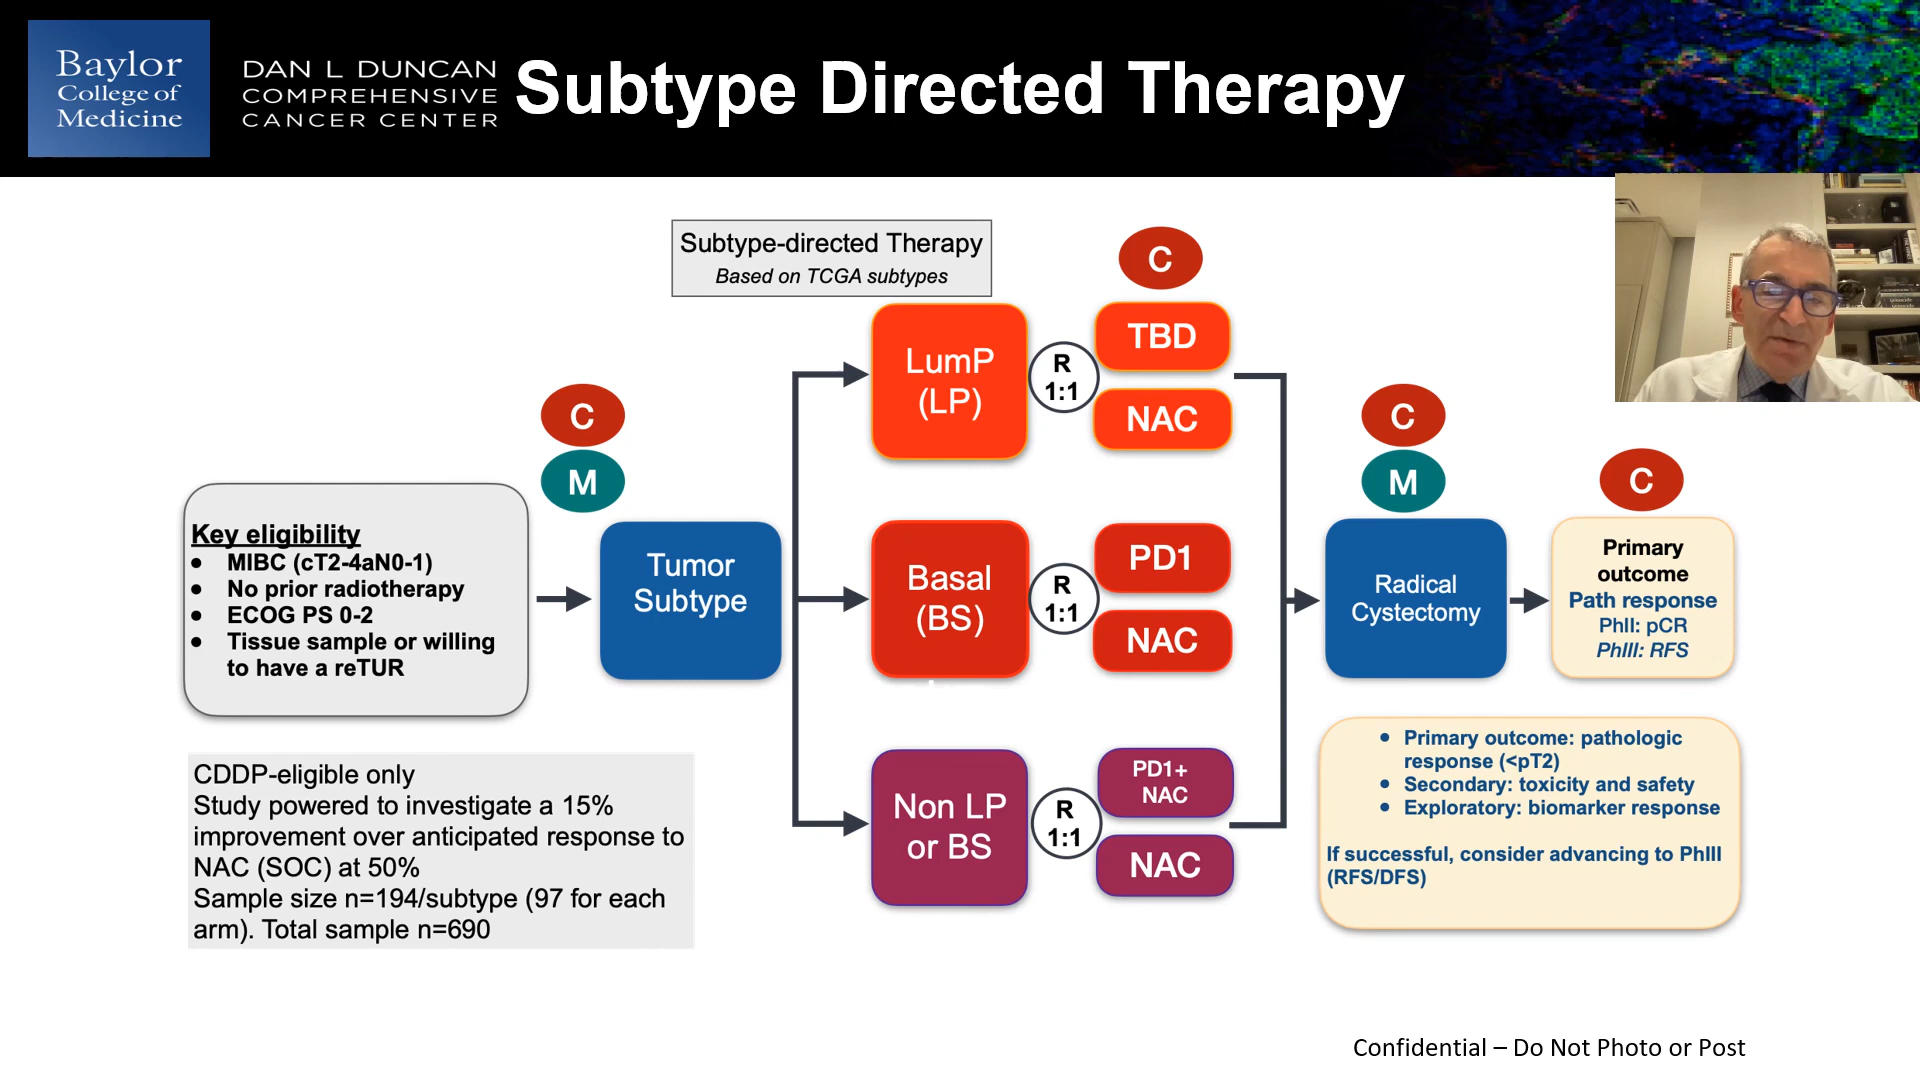 Baylor
College of
Medicine
DAN L DUNCAN
COMPREHENSIVE
CANCER CENTER
Subtype Directed Therapy
Subtype-directed Therapy
Based on TCGA subtypes
C
LumP
(LP)
R
1:1
TBD
NAC
C
M
Key eligibility
• MIBC (cT2-4aN0-1)
• No prior radiotherapy
• ECOG PS 0-2
• Tissue sample or willing
to have a reTUR
Tumor
Subtype
Basal
(BS)
R
1:1
PD1
NAC
C
M
Radical
Cystectomy
C
Primary
outcome
Path response
PhII: pCR
PhIII: RFS
CDDP-eligible only
Study powered to investigate a 15%
improvement over anticipated response to
NAC (SOC) at 50%
Sample size n=194/subtype (97 for each
arm). Total sample n=690
Non LP
or BS
R
1:1
PD1+
NAC
NAC
• Primary outcome: pathologic
response (<pT2)
• Secondary: toxicity and safety
• Exploratory: biomarker response
If successful, consider advancing to PhIII
(RFS/DFS)
Confidential – Do Not Photo or Post